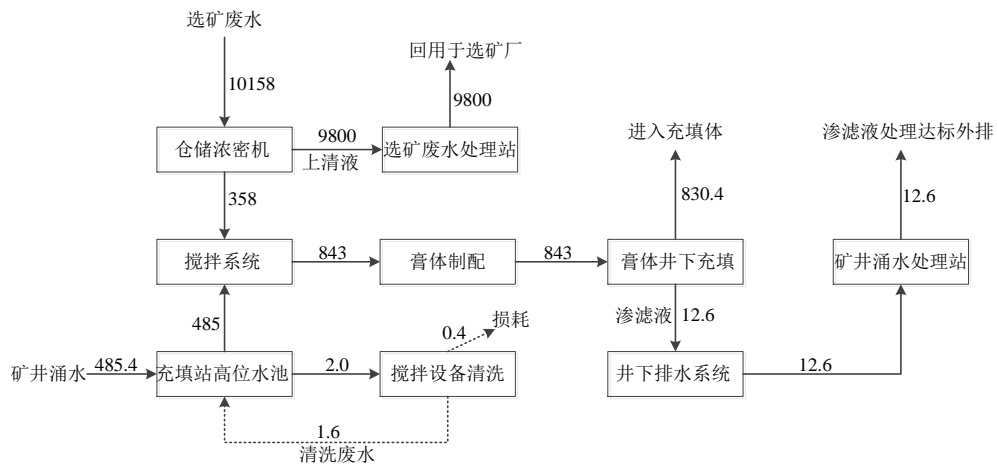 选矿废水
回用于选矿厂
10158
9800
9800
进入充填体
渗滤液处理达标外排
仓储浓密机
上清液
选矿废水处理站
358
830.4
12.6
搅拌系统
843
膏体制配
843
膏体井下充填
矿井涌水处理站
485
渗滤液
12.6
0.4
损耗
矿井涌水
485.4
充填站高位水池
2.0
搅拌设备清洗
井下排水系统
12.6
1.6
清洗废水